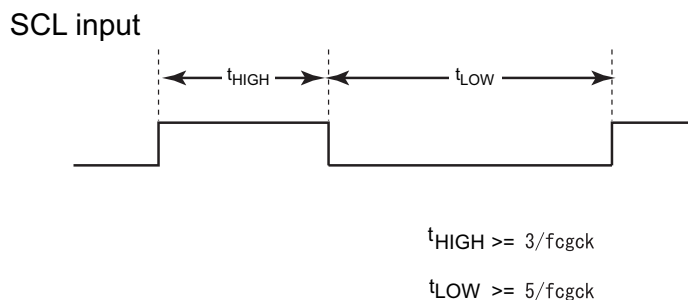 SCL input
tHIGH
tLOW
tHIGH >= 3/fcgck
tLOW >= 5/fcgck